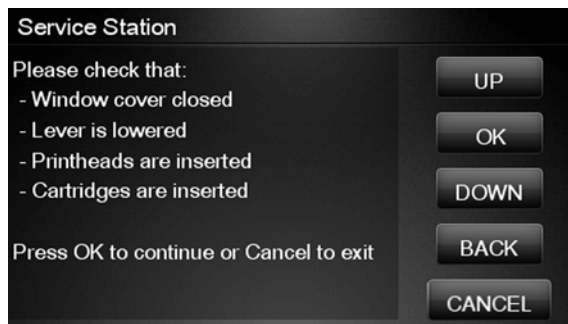 Service Station
Please check that:
- Window cover closed
- Lever is lowered
- Printheads are inserted
- Cartridges are inserted
Press OK to continue or Cancel to exit
UP
OK
DOWN
BACK
CANCEL